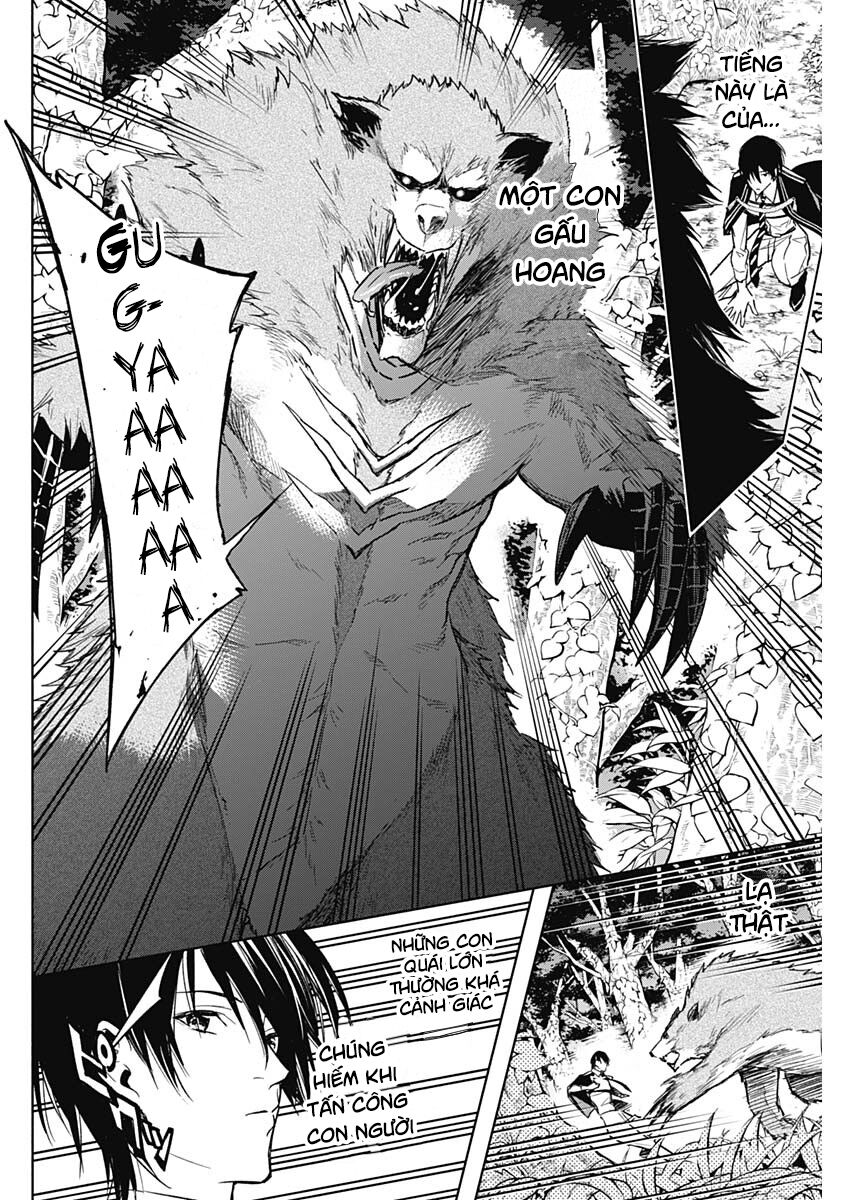 TIẾNG
NÀY LÀ
CỦA...
MỘT CON
GẤU
HOANG
GU
G-
YA
AA
AA
AA
A
LẠ
THẬT
NHỮNG CON
QUÁI LỚN
THƯỜNG KHÁ
CẢNH GIÁC
CHÚNG
HIẾM KHI
TẤN CÔNG
CON NGƯỜI